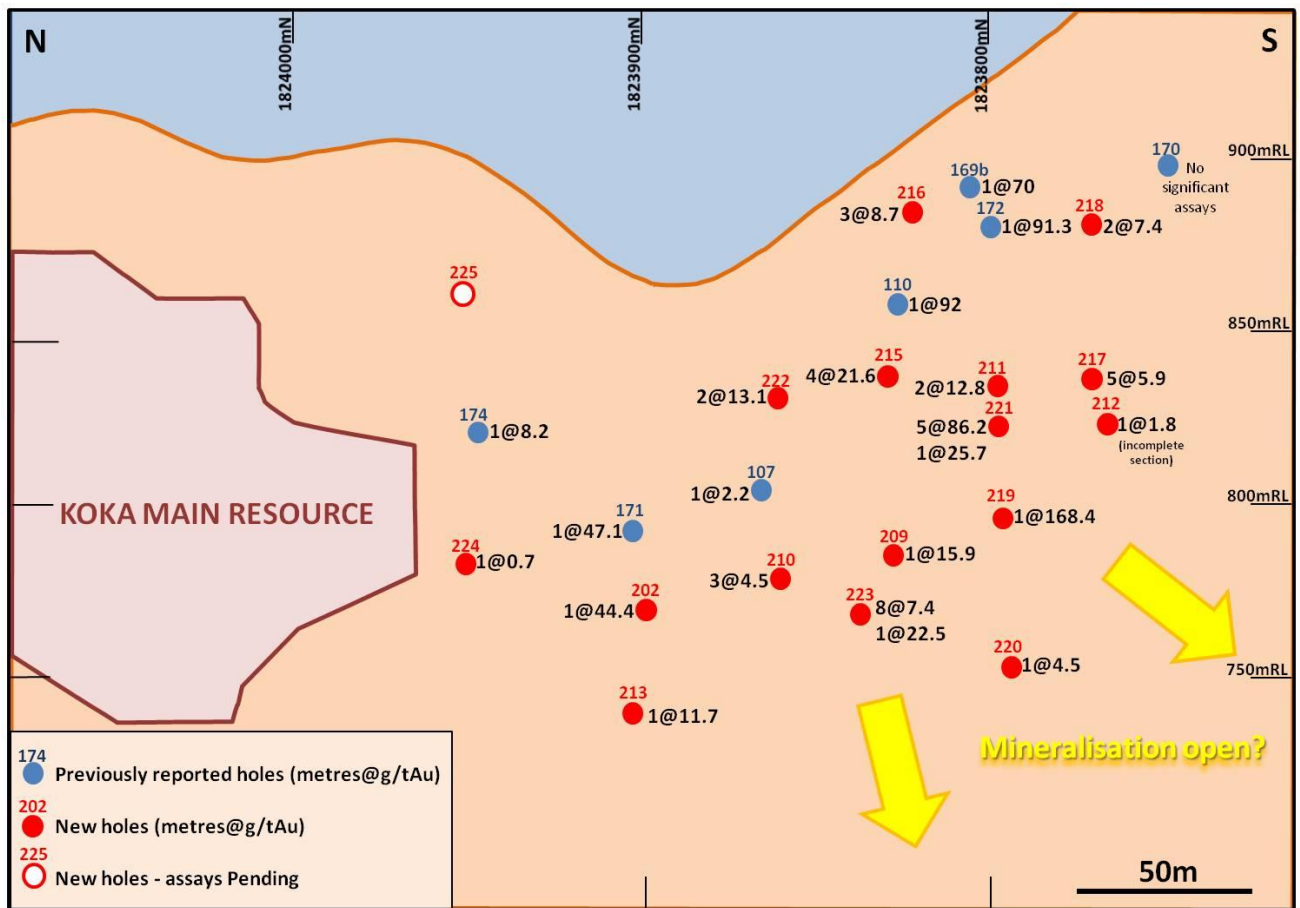 N
S
1824000mN
1823900mN
1823800mN
900mRL
850mRL
800mRL
750mRL
170
No
significant
assays
169b
1@70
216
3@8.7
172
1@91.3
218
2@7.4
225
110
1@92
215
4@21.6
222
2@13.1
211
2@12.8
217
5@5.9
221
5@86.2
1@25.7
212
1@1.8
(incomplete
section)
174
1@8.2
107
1@2.2
KOKA MAIN RESOURCE
171
1@47.1
219
1@168.4
224
1@0.7
209
1@15.9
210
3@4.5
202
1@44.4
223
8@7.4
1@22.5
220
1@4.5
213
1@11.7
Mineralisation open?
174
Previously reported holes (metres@g/tAu)
202
New holes (metres@g/tAu)
225
New holes - assays Pending
50m